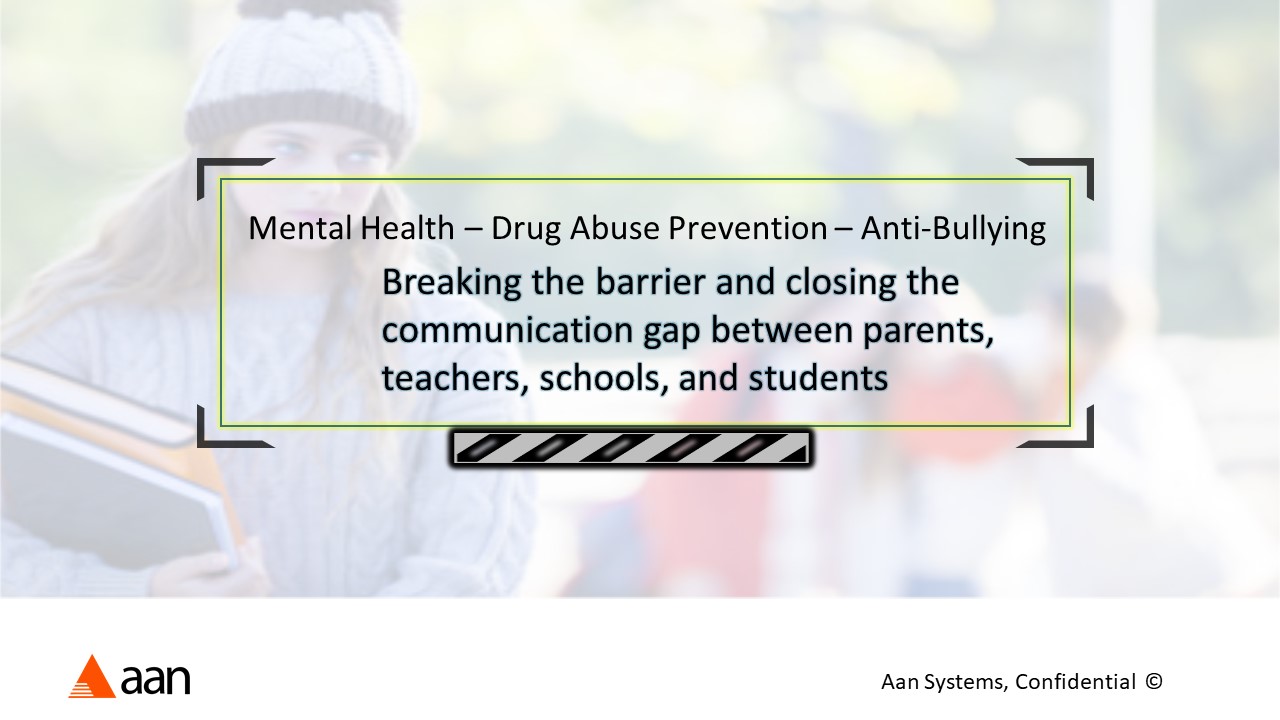 Mental Health – Drug Abuse Prevention – Anti-Bullying
Breaking the barrier and closing the
communication gap between parents,
teachers, schools, and students
aan
Aan Systems, Confidential ©